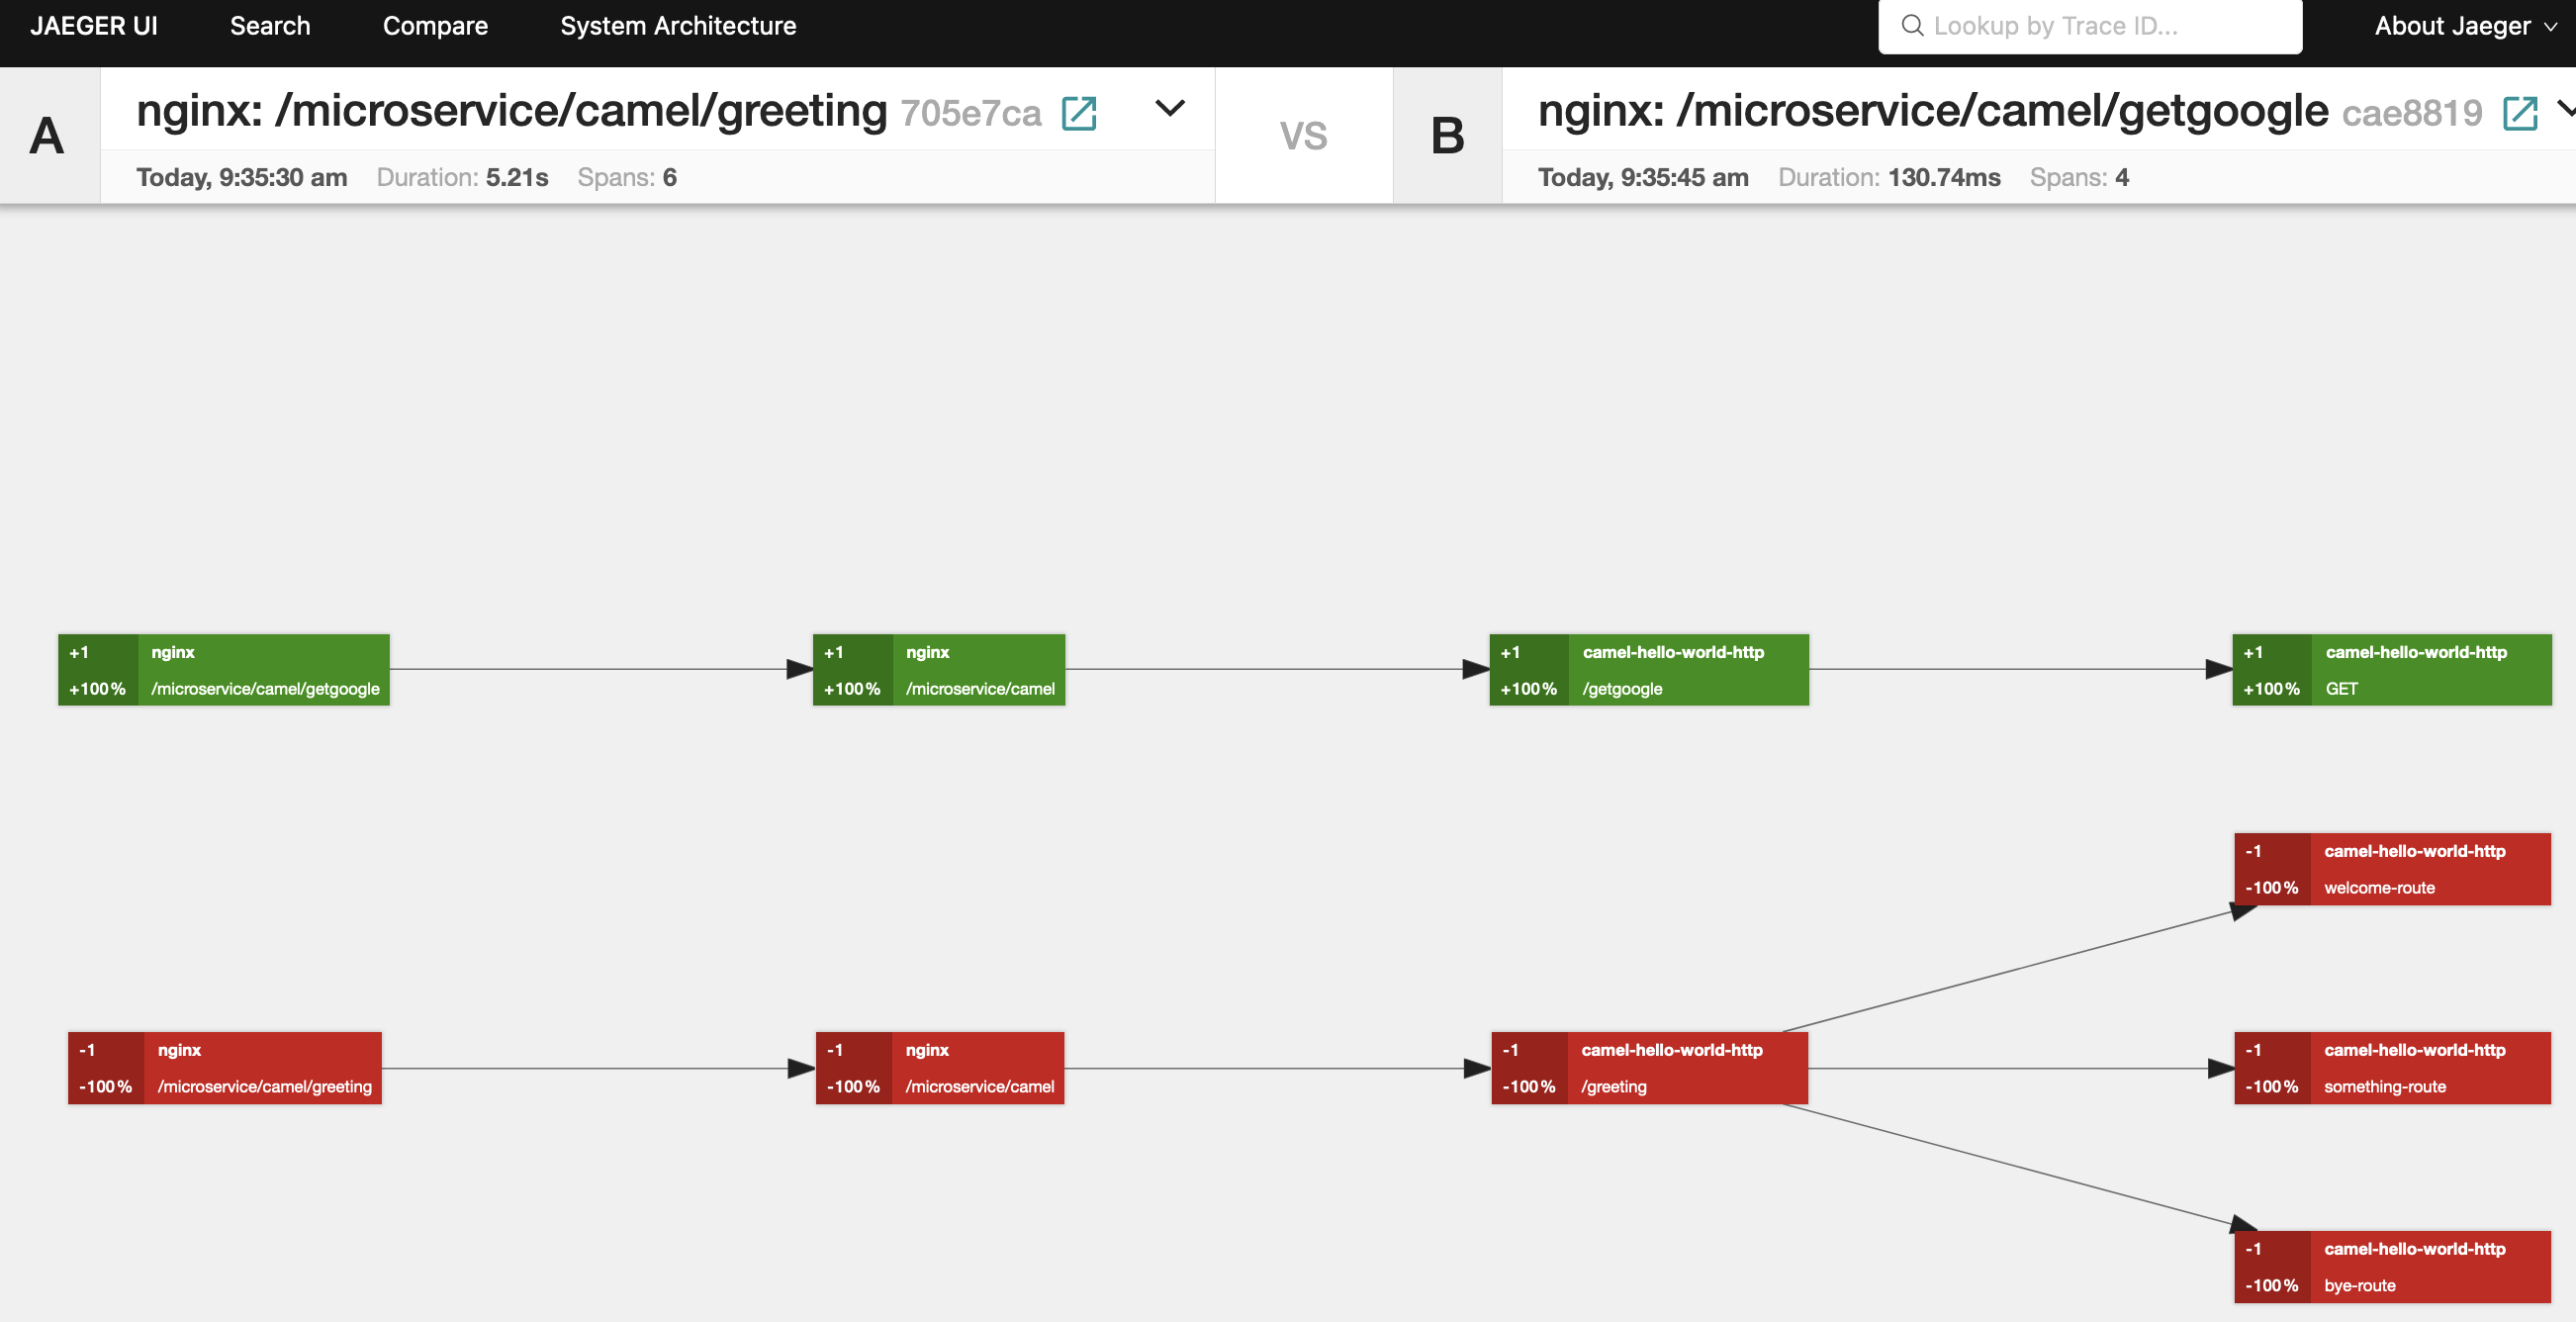 JAEGER UI Search Compare System Architecture Lookup by Trace ID... About Jaeger
A nginx: /microservice/camel/greeting 705e7ca
Today, 9:35:30 am Duration: 5.21s Spans: 6
VS
B nginx: /microservice/camel/getgoogle cae8819
Today, 9:35:45 am Duration: 130.74ms Spans: 4
+1 nginx
+100% /microservice/camel/getgoogle
+1 nginx
+100% /microservice/camel
+1 camel-hello-world-http
+100% /getgoogle
+1 camel-hello-world-http
+100% GET
-1 camel-hello-world-http
-100% welcome-route
-1 nginx
-100% /microservice/camel/greeting
-1 nginx
-100% /microservice/camel
-1 camel-hello-world-http
-100% /greeting
-1 camel-hello-world-http
-100% something-route
-1 camel-hello-world-http
-100% bye-route